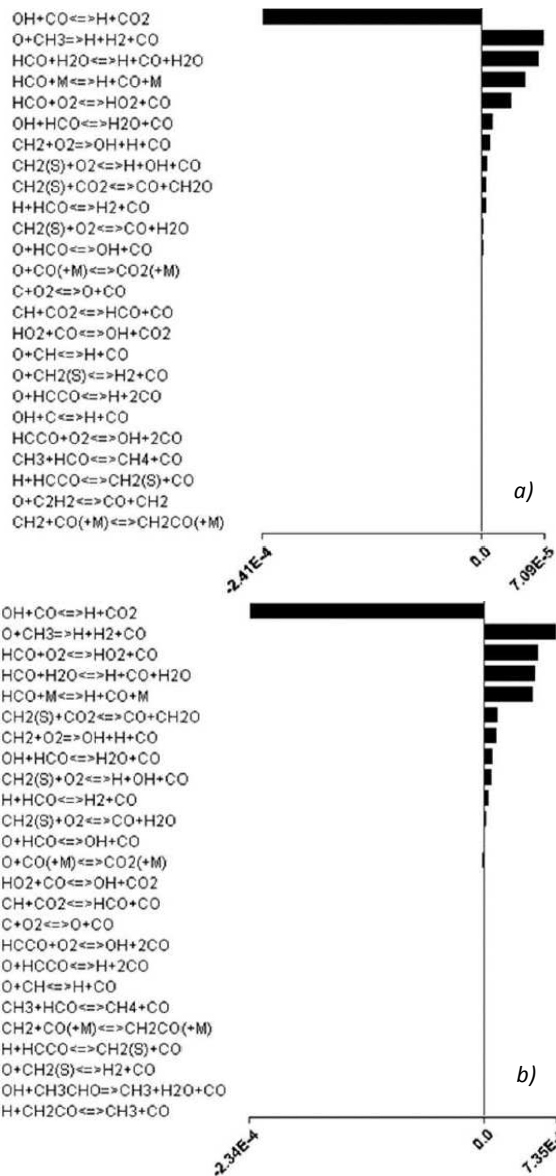 OH+CO<=>H+CO2
O+CH3=>H+H2+CO
HCO+H2O<=>H+CO+H2O
HCO+M<=>H+CO+M
HCO+O2<=>HO2+CO
OH+HCO<=>H2O+CO
CH2+O2=>OH+H+CO
CH2(S)+O2<=>H+OH+CO
CH2(S)+CO2<=>CO+CH2O
H+HCO<=>H2+CO
CH2(S)+O2<=>CO+H2O
O+HCO<=>OH+CO
O+CO(+M)<=>CO2(+M)
C+O2<=>O+CO
CH+CO2<=>HCO+CO
HO2+CO<=>OH+CO2
O+CH<=>H+CO
O+CH2(S)<=>H2+CO
O+HCCO<=>H+2CO
OH+C<=>H+CO
HCCO+O2<=>OH+2CO
CH3+HCO<=>CH4+CO
H+HCCO<=>CH2(S)+CO
O+C2H2<=>CO+CH2
CH2+CO(+M)<=>CH2CO(+M)
a)
-2.41E-4 0.0 7.09E-5
OH+CO<=>H+CO2
O+CH3=>H+H2+CO
HCO+O2<=>HO2+CO
HCO+H2O<=>H+CO+H2O
HCO+M<=>H+CO+M
CH2(S)+CO2<=>CO+CH2O
CH2+O2=>OH+H+CO
OH+HCO<=>H2O+CO
CH2(S)+O2<=>H+OH+CO
H+HCO<=>H2+CO
CH2(S)+O2<=>CO+H2O
O+HCO<=>OH+CO
O+CO(+M)<=>CO2(+M)
HO2+CO<=>OH+CO2
CH+CO2<=>HCO+CO
C+O2<=>O+CO
HCCO+O2<=>OH+2CO
O+HCCO<=>H+2CO
O+CH<=>H+CO
CH3+HCO<=>CH4+CO
CH2+CO(+M)<=>CH2CO(+M)
H+HCCO<=>CH2(S)+CO
O+CH2(S)<=>H2+CO
OH+CH3CHO=>CH3+H2O+CO
H+CH2CO<=>CH3+CO
b)
-2.34E-4 0.0